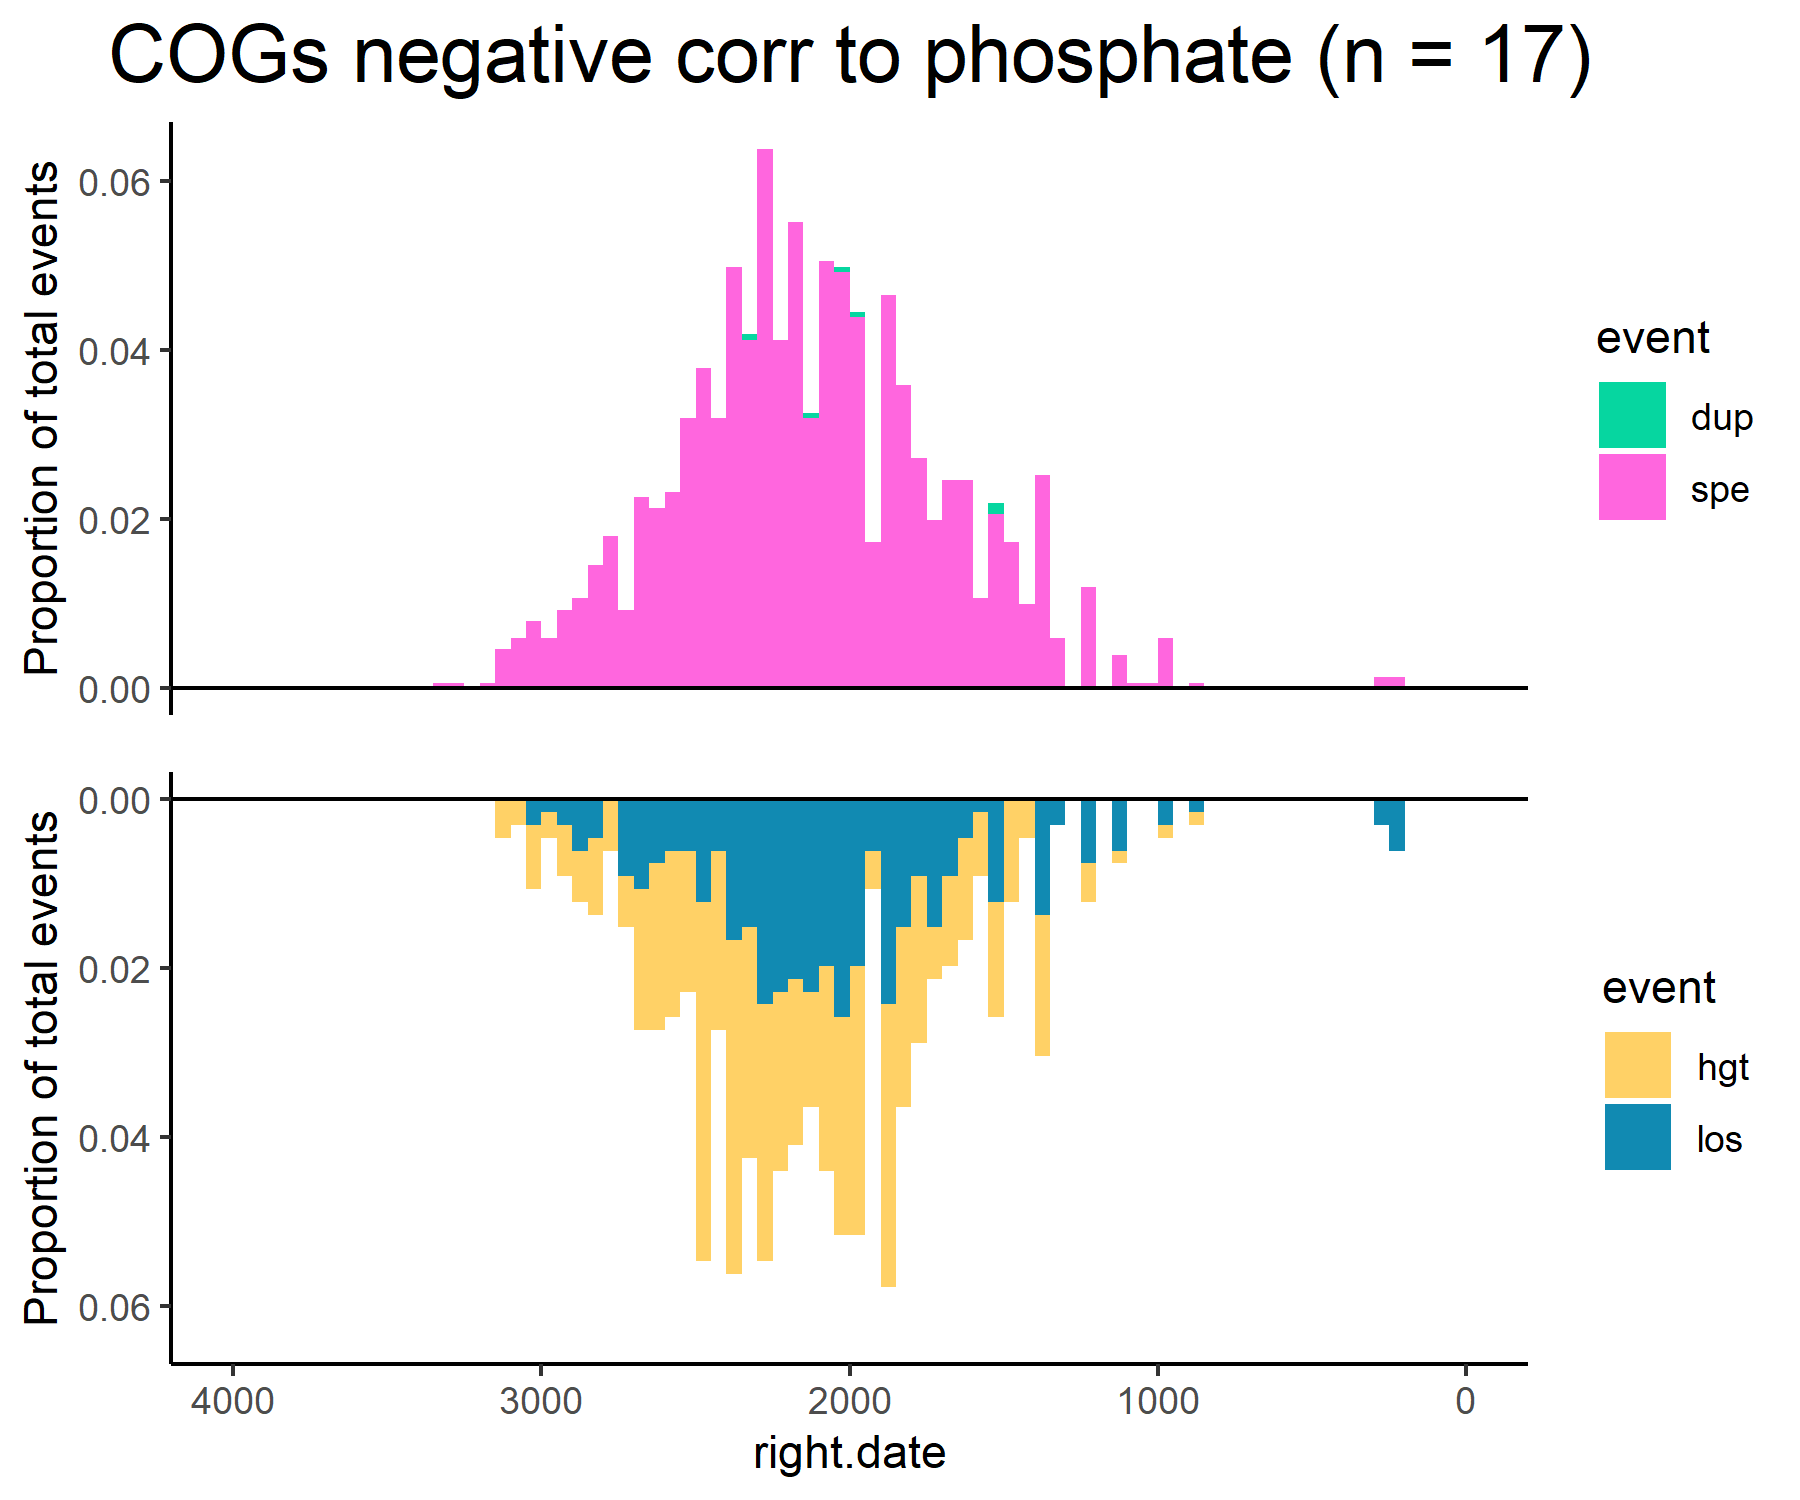 COGs negative corr to phosphate (n = 17)
Proportion of total events
0.06
0.04
0.02
0.00
event
dup
spe
Proportion of total events
0.00
0.02
0.04
0.06
event
hgt
los
4000 3000 2000 1000 0
right.date